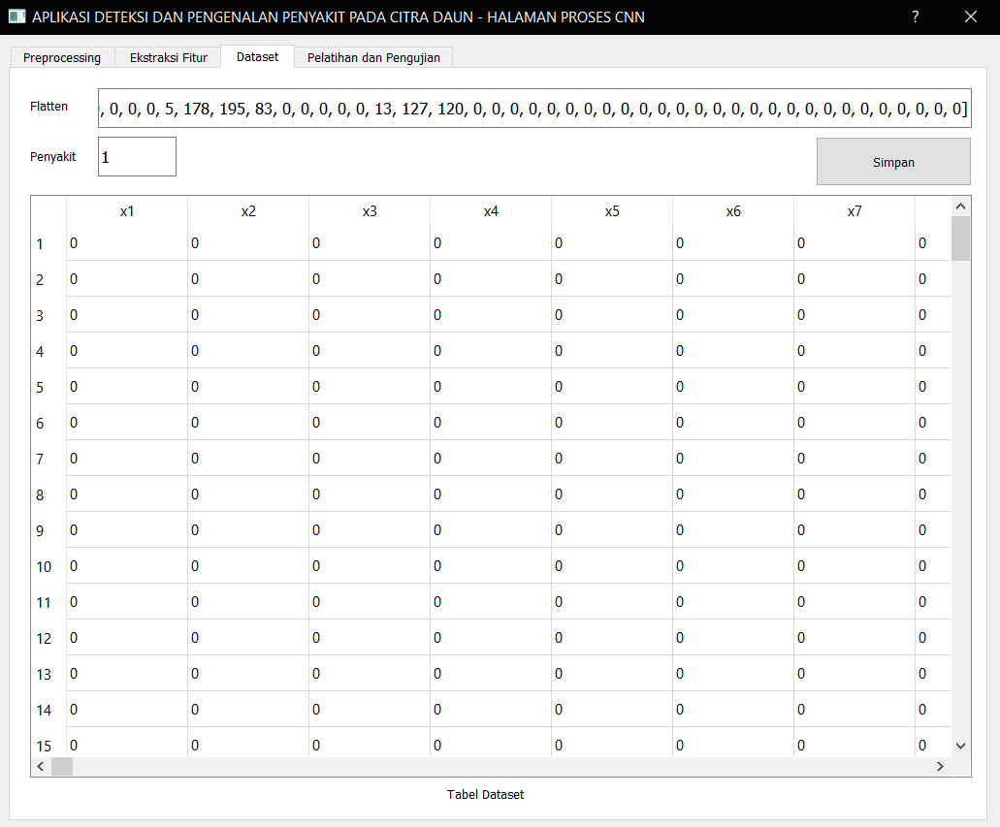 APLIKASI DETEKSI DAN PENGENALAN PENYAKIT PADA CITRA DAUN - HALAMAN PROSES CNN ?
Preprocessing Ekstraksi Fitur Dataset Pelatihan dan Pengujian
Flatten , 0, 0, 0, 5, 178, 195, 83, 0, 0, 0, 0, 0, 13, 127, 120, 0, 0, 0, 0, 0, 0, 0, 0, 0, 0, 0, 0, 0, 0, 0, 0, 0, 0, 0, 0, 0, 0, 0, 0, 0, 0, 0]
Penyakit 1 Simpan
x1 x2 x3 x4 x5 x6 x7
1 0 0 0 0 0 0 0 0
2 0 0 0 0 0 0 0 0
3 0 0 0 0 0 0 0 0
4 0 0 0 0 0 0 0 0
5 0 0 0 0 0 0 0 0
6 0 0 0 0 0 0 0 0
7 0 0 0 0 0 0 0 0
8 0 0 0 0 0 0 0 0
9 0 0 0 0 0 0 0 0
10 0 0 0 0 0 0 0 0
11 0 0 0 0 0 0 0 0
12 0 0 0 0 0 0 0 0
13 0 0 0 0 0 0 0 0
14 0 0 0 0 0 0 0 0
15 0 0 0 0 0 0 0 0
Tabel Dataset